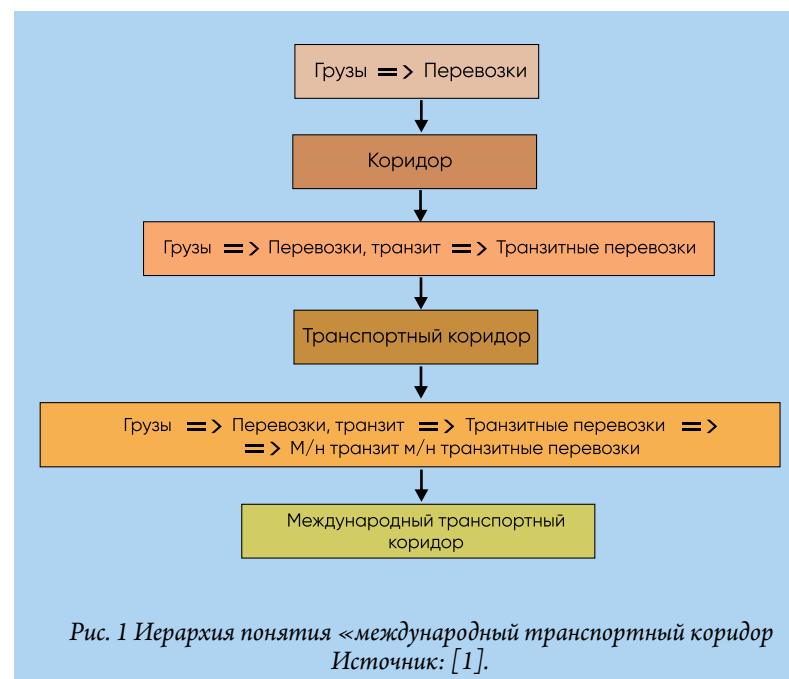 Грузы => Перевозки
Коридор
Грузы => Перевозки, транзит => Транзитные перевозки
Транспортный коридор
Грузы => Перевозки, транзит => Транзитные перевозки =>
=> М/н транзит м/н транзитные перевозки
Международный транспортный
коридор
Рис. 1 Иерархия понятия «международный транспортный коридор
Источник: [1].